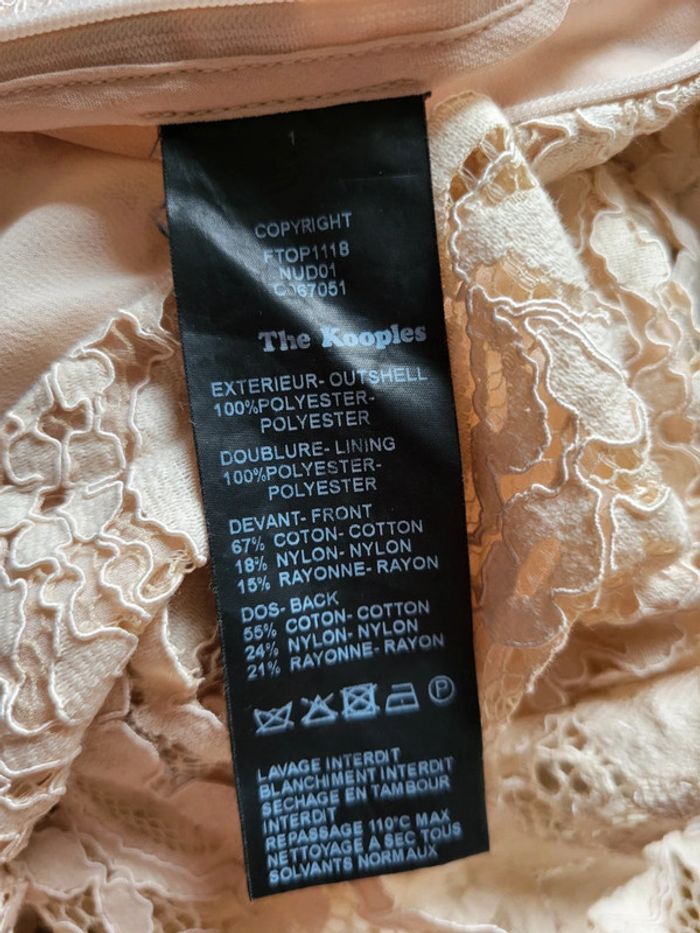 1
COPYRIGHT
FTOP1118
NUD01
The Kooples
EXTERIEUR- OUTSHELL
100%POLYESTER-
POLYESTER
DOUBLURE- LINING
100%POLYESTER-
POLYESTER
DEVANT- FRONT
67% COTON- COTTON
18% NYLON- NYLON
15% RAYONNE- RAYON
DOS- BACK
55% COTON- COTTON
24% NYLON- NYLON
21% RAYONNE- RAYON
P
LAVAGE INTERDIT
BLANCHIMENT INTERDIT
SECHAGE EN TAMBOUR
INTERDIT
REPASSAGE 110°C MAX
NETTOYAGE A SEC TOUS
SOLVANTS NORMAUX